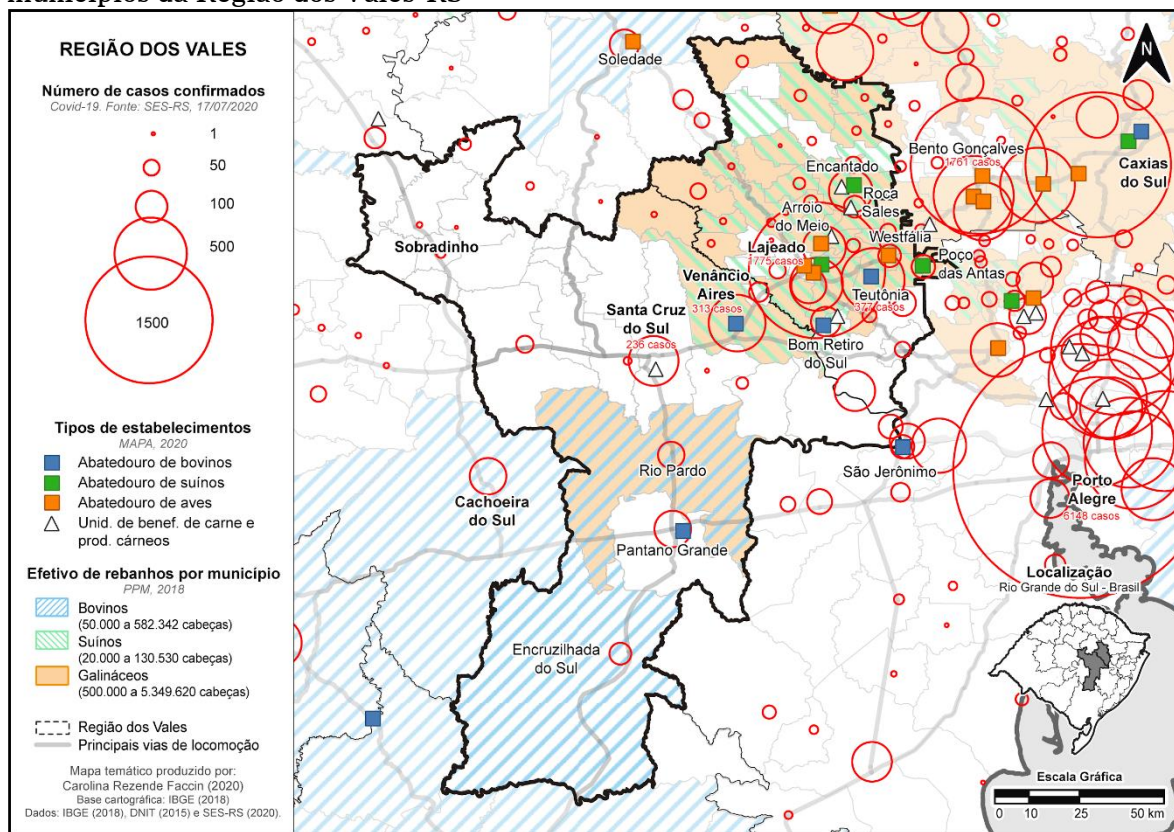 municípios da Região dos Vales-RS
REGIÃO DOS VALES
Número de casos confirmados
Covid-19. Fonte: SES-RS, 17/07/2020
1
50
100
500
1500
Tipos de estabelecimentos
MAPA, 2020
Abatedouro de bovinos
Abatedouro de suínos
Abatedouro de aves
Unid. de benef. de carne e
prod. cárneos
Efetivo de rebanhos por município
PPM, 2018
Bovinos
(50.000 a 582.342 cabeças)
Suínos
(20.000 a 130.530 cabeças)
Galináceos
(500.000 a 5.349.620 cabeças)
Região dos Vales
Principais vias de locomoção
Mapa temático produzido por:
Carolina Rezende Faccin (2020)
Base cartográfica: IBGE (2018)
Dados: IBGE (2018), DNIT (2015) e SES-RS (2020).
Soledade
N
Bento Gonçalves
1761 casos
Caxias
do Sul
Encantado
Roca
Sales
Arroio
do Meio
Sobradinho
Lajeado
1775 casos
Westfália
Poço
das Antas
Venâncio
Aires
313 casos
Teutônia
377 casos
Santa Cruz
do Sul
236 casos
Bom Retiro
do Sul
Rio Pardo
São Jerônimo
Cachoeira
do Sul
Porto
Alegre
6148 casos
Pantano Grande
Localização
Rio Grande do Sul - Brasil
Encruzilhada
do Sul
Escala Gráfica
0 10 25 50 km